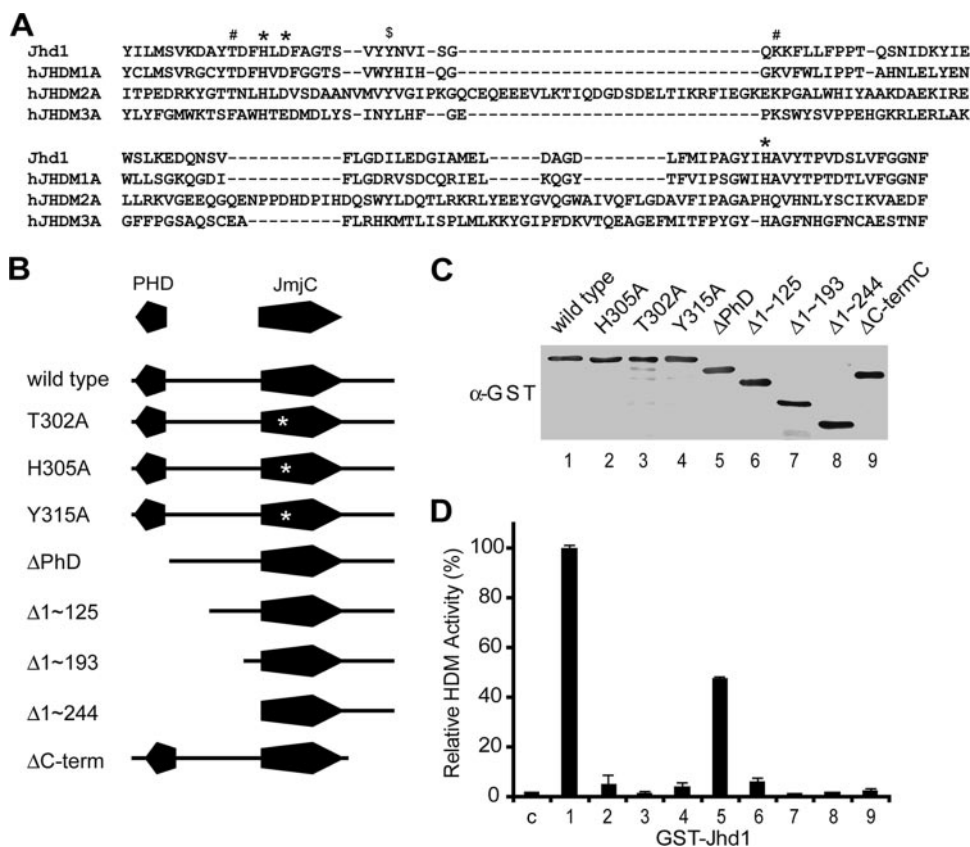 A
# * * $ #
Jhd1 YILMSVKDAYTDFHLDFAGTS--VYYNVI-SG----------------------------QKKFLLFPPT-QSNIDKYIE
hJHDM1A YCLMSVRGCYTDFHVDFGGTS--VWYHIH-QG----------------------------GKVFWLIPPT-AHNLELYEN
hJHDM2A ITPEDRKYGTTNLHLDVSDAANVMVYVGIPKGQCEQEEEVLKTIQDGDSDELTIKRFIEGKEKPGALWHIYAAKDAEKIRE
hJHDM3A YLYFGMWKTSFAWHTEDMDLYS-INYLHF--GE---------------------------PKSWYSVPPEHGKRLERLAK
*
Jhd1 WSLKEDQNSV----------FLGDILEDGIAMEL----DAGD------LFMIPAGYIHAVYTPVDSLVFGGNF
hJHDM1A WLLSGKQGDI----------FLGDRVSDCQRIEL----KQGY------TFVIPSGWIHAVYTPTDTLVFGGNF
hJHDM2A LLRKVGEEQGQENPPDHDPIHDQSWYLDQTLRKRLYEEYGVQGWAIVQFLGDAVFIPAGAPHQVHNLYSCIKVAEDF
hJHDM3A GFFPGSAQSCEA--------FLRHKMTLISPLMLKKYGIPFDKVTQEAGEFMITFPYGY-HAGFNHGFNCAESTNF
B
PHD JmjC
wild type
T302A
*
H305A
*
Y315A
*
ΔPhD
Δ1~125
Δ1~193
Δ1~244
ΔC-term
C
wild type H305A T302A Y315A ΔPhD Δ1~125 Δ1~193 Δ1~244 ΔC-termC
α-GST
1 2 3 4 5 6 7 8 9
D
Relative HDM Activity (%)
100
80
60
40
20
0
c 1 2 3 4 5 6 7 8 9
GST-Jhd1